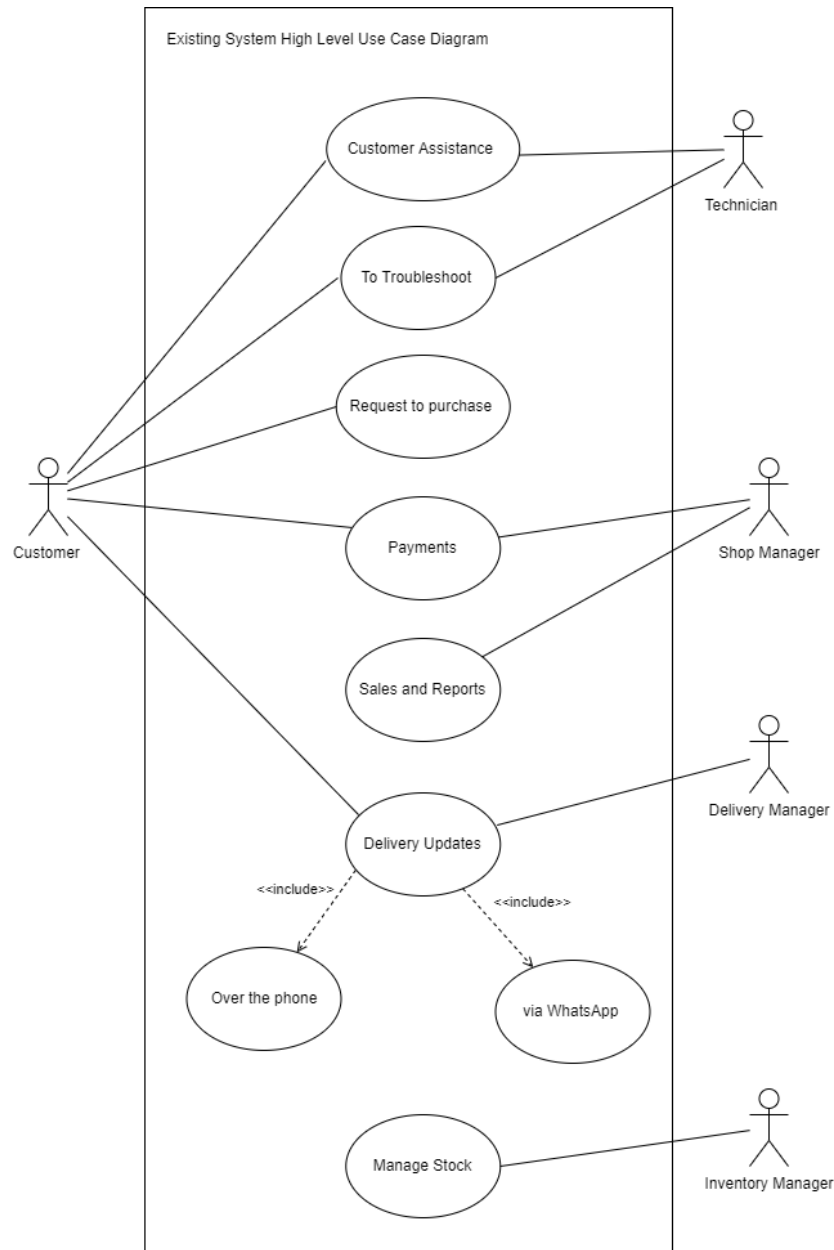 Existing System High Level Use Case Diagram
Customer Assistance
Technician
To Troubleshoot
Request to purchase
Customer
Payments
Shop Manager
Sales and Reports
Delivery Manager
Delivery Updates
<<include>>
<<include>>
Over the phone
via WhatsApp
Manage Stock
Inventory Manager